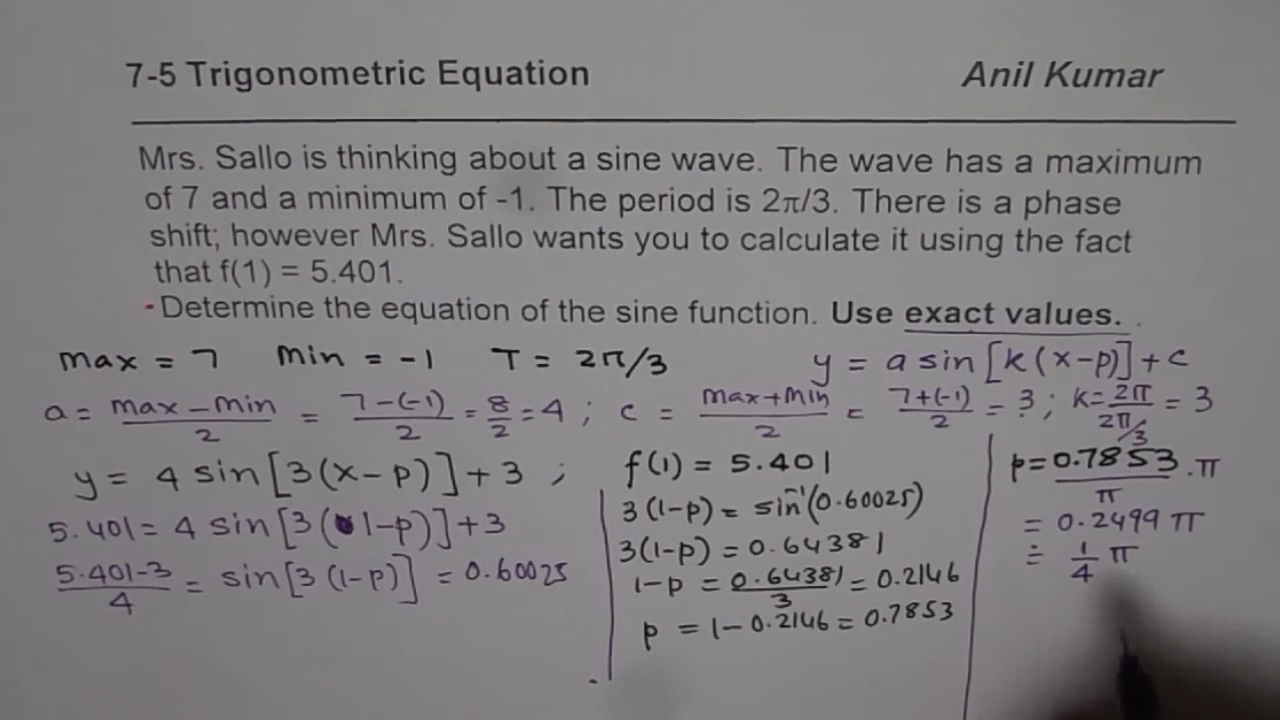 7-5 Trigonometric Equation
Anil Kumar
Mrs. Sallo is thinking about a sine wave. The wave has a maximum
of 7 and a minimum of -1. The period is 2π/3. There is a phase
shift; however Mrs. Sallo wants you to calculate it using the fact
that f(1) = 5.401.
- Determine the equation of the sine function. Use exact values.
max = 7 min = -1 T = 2π/3 y = a sin [k(x-p)] + c
a = max - min / 2 = 7-(-1) / 2 = 8/2 = 4 ; c = max + min / 2 = 7+(-1) / 2 = 3 ; k = 2π / 2π/3 = 3
y = 4 sin [3(x-p)] + 3 ;
5.401 = 4 sin [3(1-p)] + 3
5.401-3 / 4 = sin [3(1-p)] = 0.60025
f(1) = 5.401
3(1-p) = sin⁻¹(0.60025)
3(1-p) = 0.64381
1-p = 0.64381 / 3 = 0.2146
p = 1-0.2146 = 0.7853
p = 0.7853 / π . π
= 0.2499 π
≐ 1/4 π